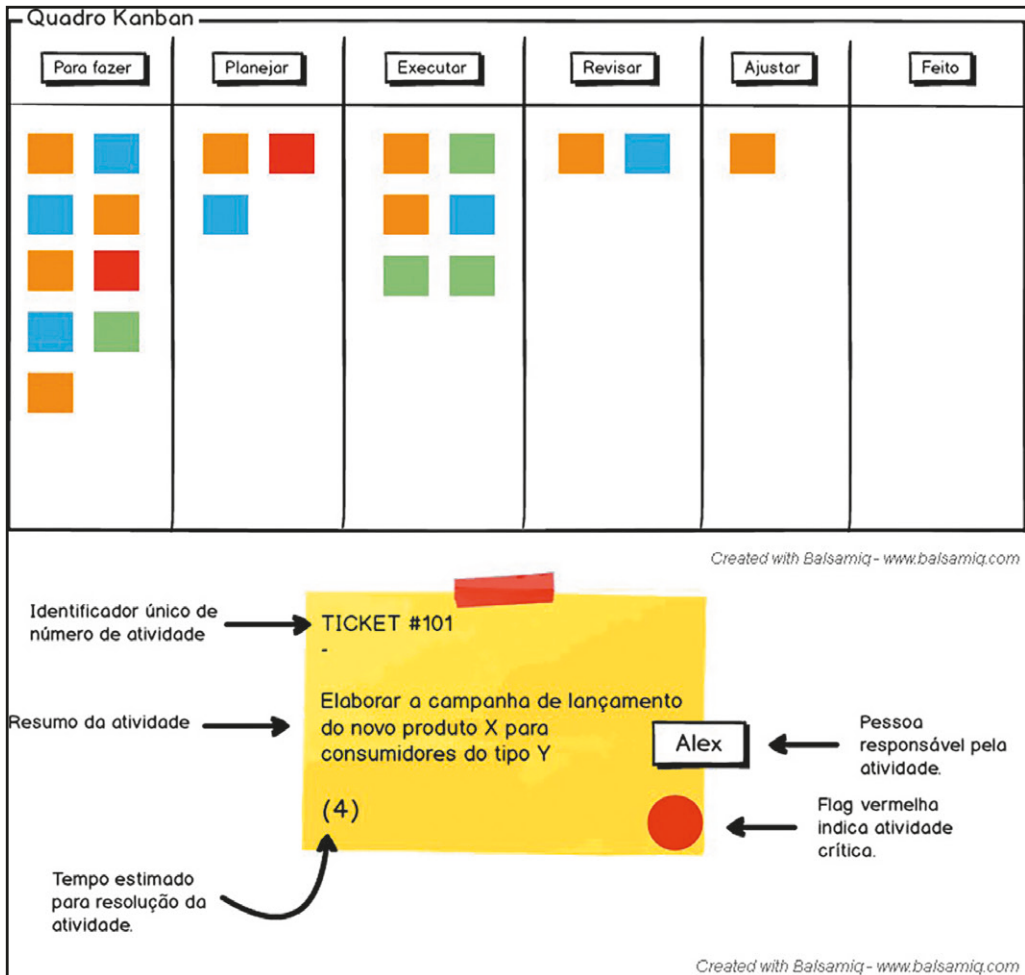 Quadro Kanban
Para fazer
Planejar
Executar
Revisar
Ajustar
Feito
Created with Balsamiq - www.balsamiq.com
Identificador único de
número de atividade
TICKET #101
-
Resumo da atividade
Elaborar a campanha de lançamento
do novo produto X para
consumidores do tipo Y
Alex
Pessoa
responsável pela
atividade.
(4)
Flag vermelha
indica atividade
crítica.
Tempo estimado
para resolução da
atividade.
Created with Balsamiq - www.balsamiq.com